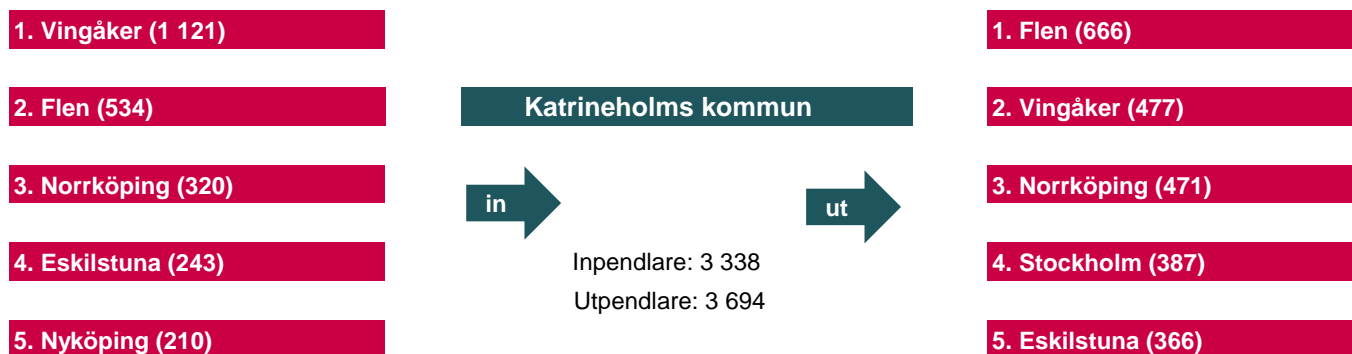 1. Vingåker (1 121)
2. Flen (534)
3. Norrköping (320)
4. Eskilstuna (243)
5. Nyköping (210)
Katrineholms kommun
in
ut
Inpendlare: 3 338
Utpendlare: 3 694
1. Flen (666)
2. Vingåker (477)
3. Norrköping (471)
4. Stockholm (387)
5. Eskilstuna (366)